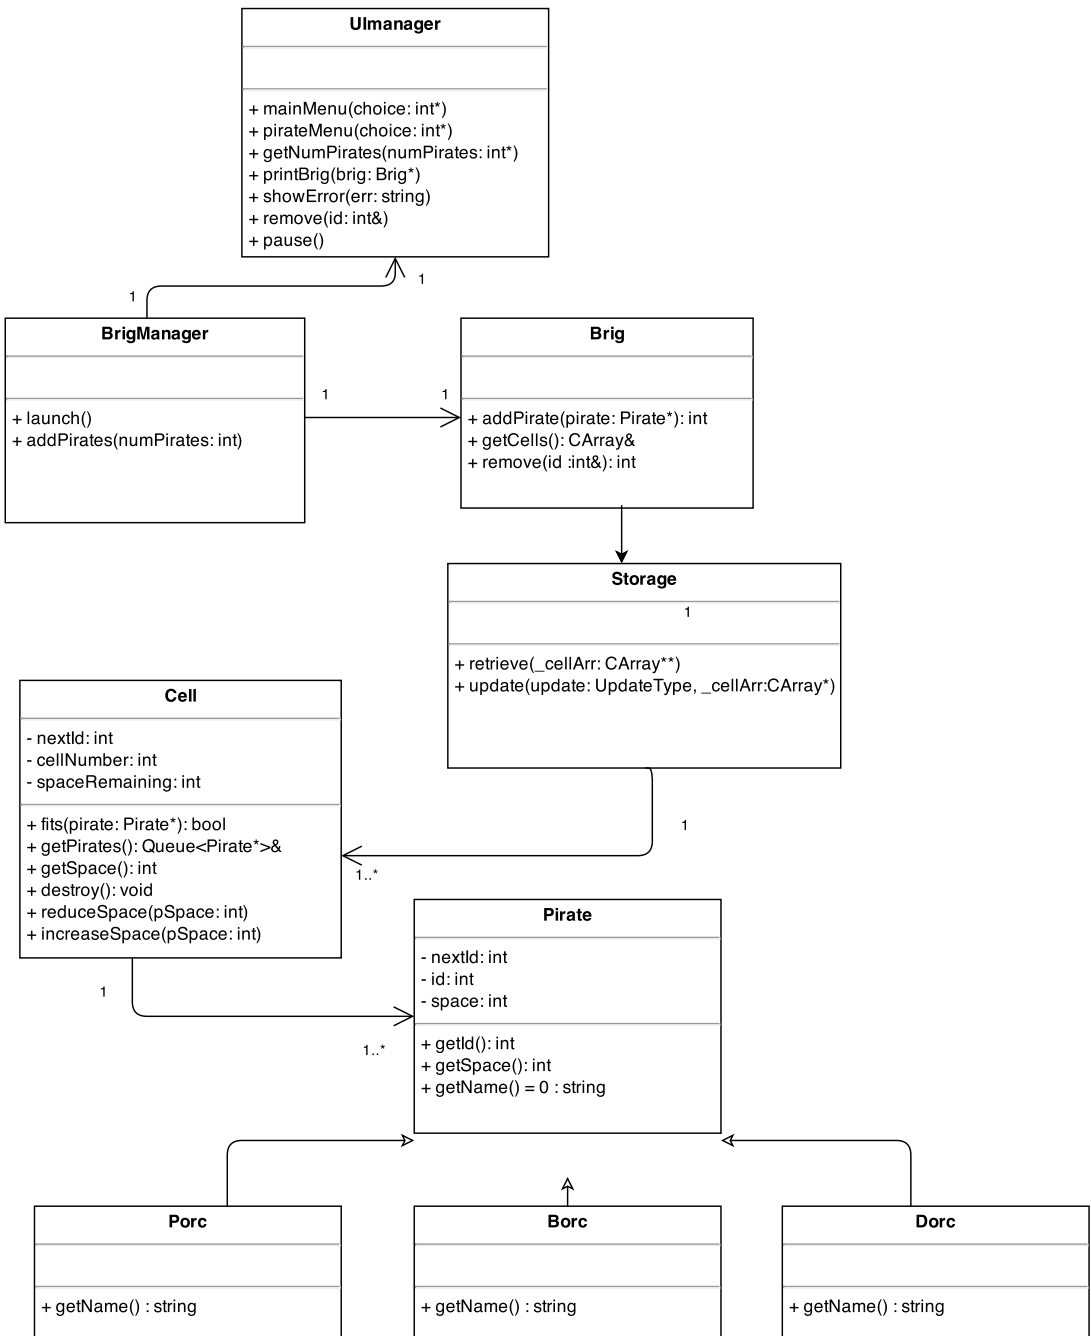 UImanager
+ mainMenu(choice: int*)
+ pirateMenu(choice: int*)
+ getNumPirates(numPirates: int*)
+ printBrig(brig: Brig*)
+ showError(err: string)
+ remove(id: int&)
+ pause()
1
1
BrigManager
+ launch()
+ addPirates(numPirates: int)
1
1
Brig
+ addPirate(pirate: Pirate*): int
+ getCells(): CArray&
+ remove(id :int&): int
Storage
1
+ retrieve(_cellArr: CArray**)
+ update(update: UpdateType, _cellArr:CArray*)
Cell
- nextId: int
- cellNumber: int
- spaceRemaining: int
+ fits(pirate: Pirate*): bool
+ getPirates(): Queue<Pirate*>&
+ getSpace(): int
+ destroy(): void
+ reduceSpace(pSpace: int)
+ increaseSpace(pSpace: int)
1
1..*
Pirate
- nextId: int
- id: int
- space: int
+ getId(): int
+ getSpace(): int
+ getName() = 0 : string
1
1..*
Porc
+ getName() : string
Borc
+ getName() : string
Dorc
+ getName() : string